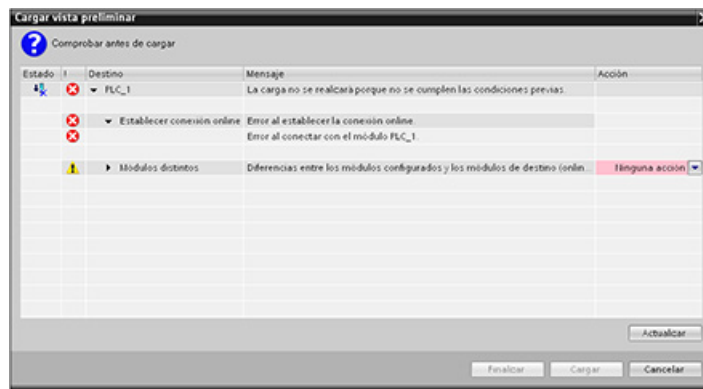 Cargar vista preliminar
Comprobar antes de cargar
Estado ! Destino Mensaje Acción
PLC_1 La carga no se realizará porque no se cumplen las condiciones previas.
Establecer conexión online Error al establecer la conexión online.
Error al conectar con el módulo PLC_1.
Módulos distintos Diferencias entre los módulos configurados y los módulos de destino (onlin... Ninguna acción
Actualizar
Finalizar Cargar Cancelar